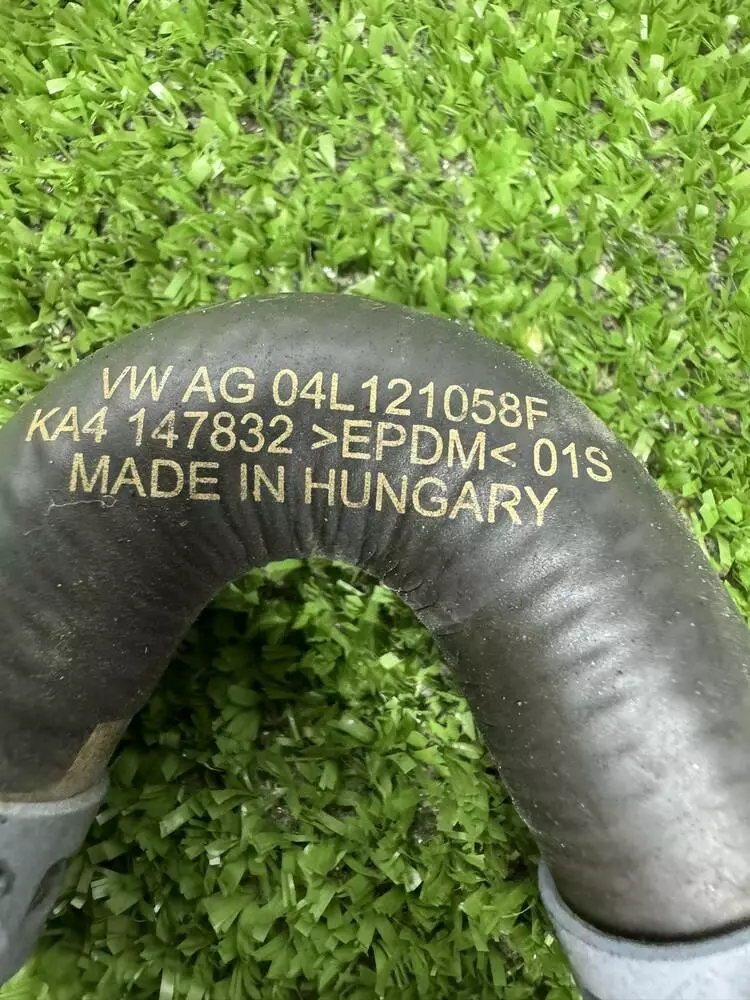 VW AG 04L121058F
KA4 147832 >EPDM< 01S
MADE IN HUNGARY